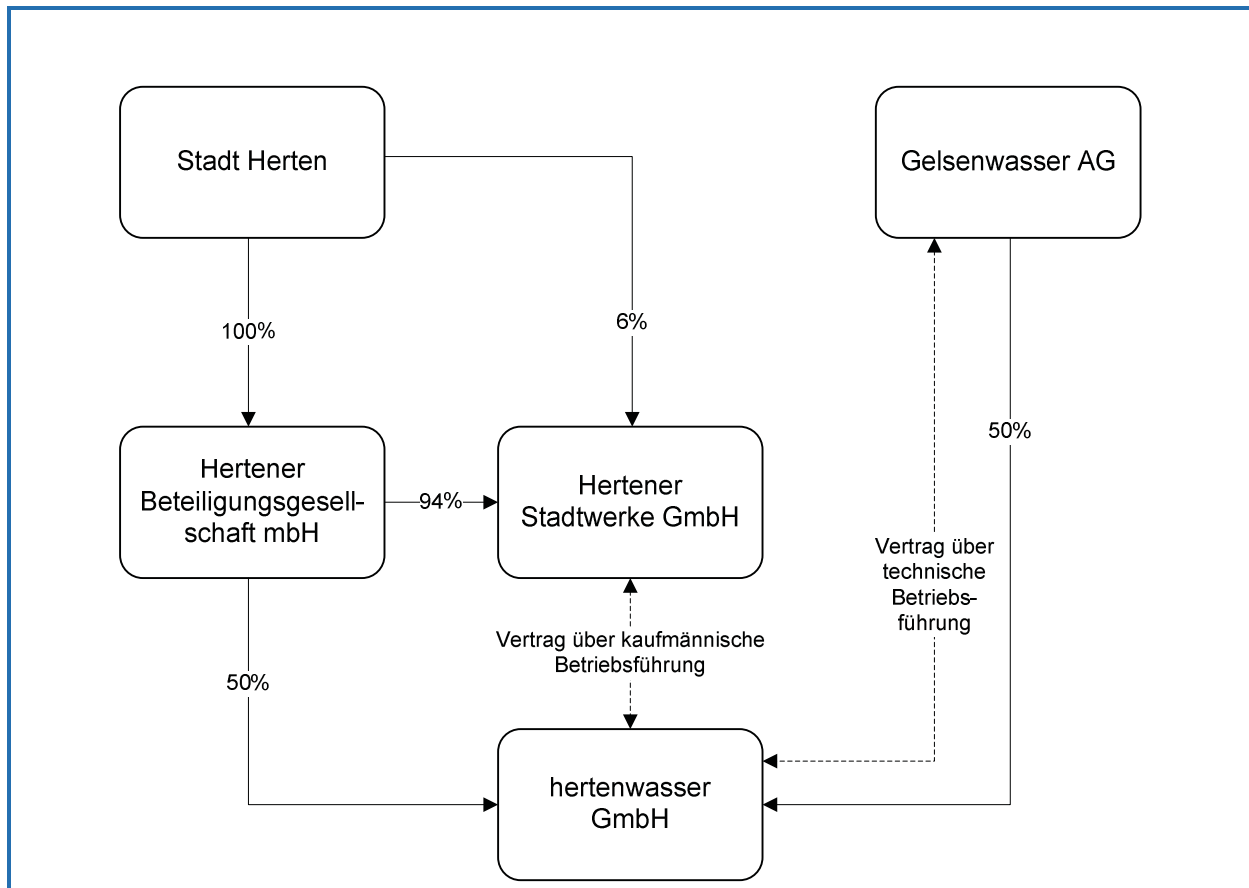 Stadt Herten
Gelsenwasser AG
100%
6%
50%
Hertener
Beteiligungsgesell-
schaft mbH
94%
Hertener
Stadtwerke GmbH
Vertrag über
technische
Betriebs-
führung
Vertrag über kaufmännische
Betriebsführung
50%
hertenwasser
GmbH